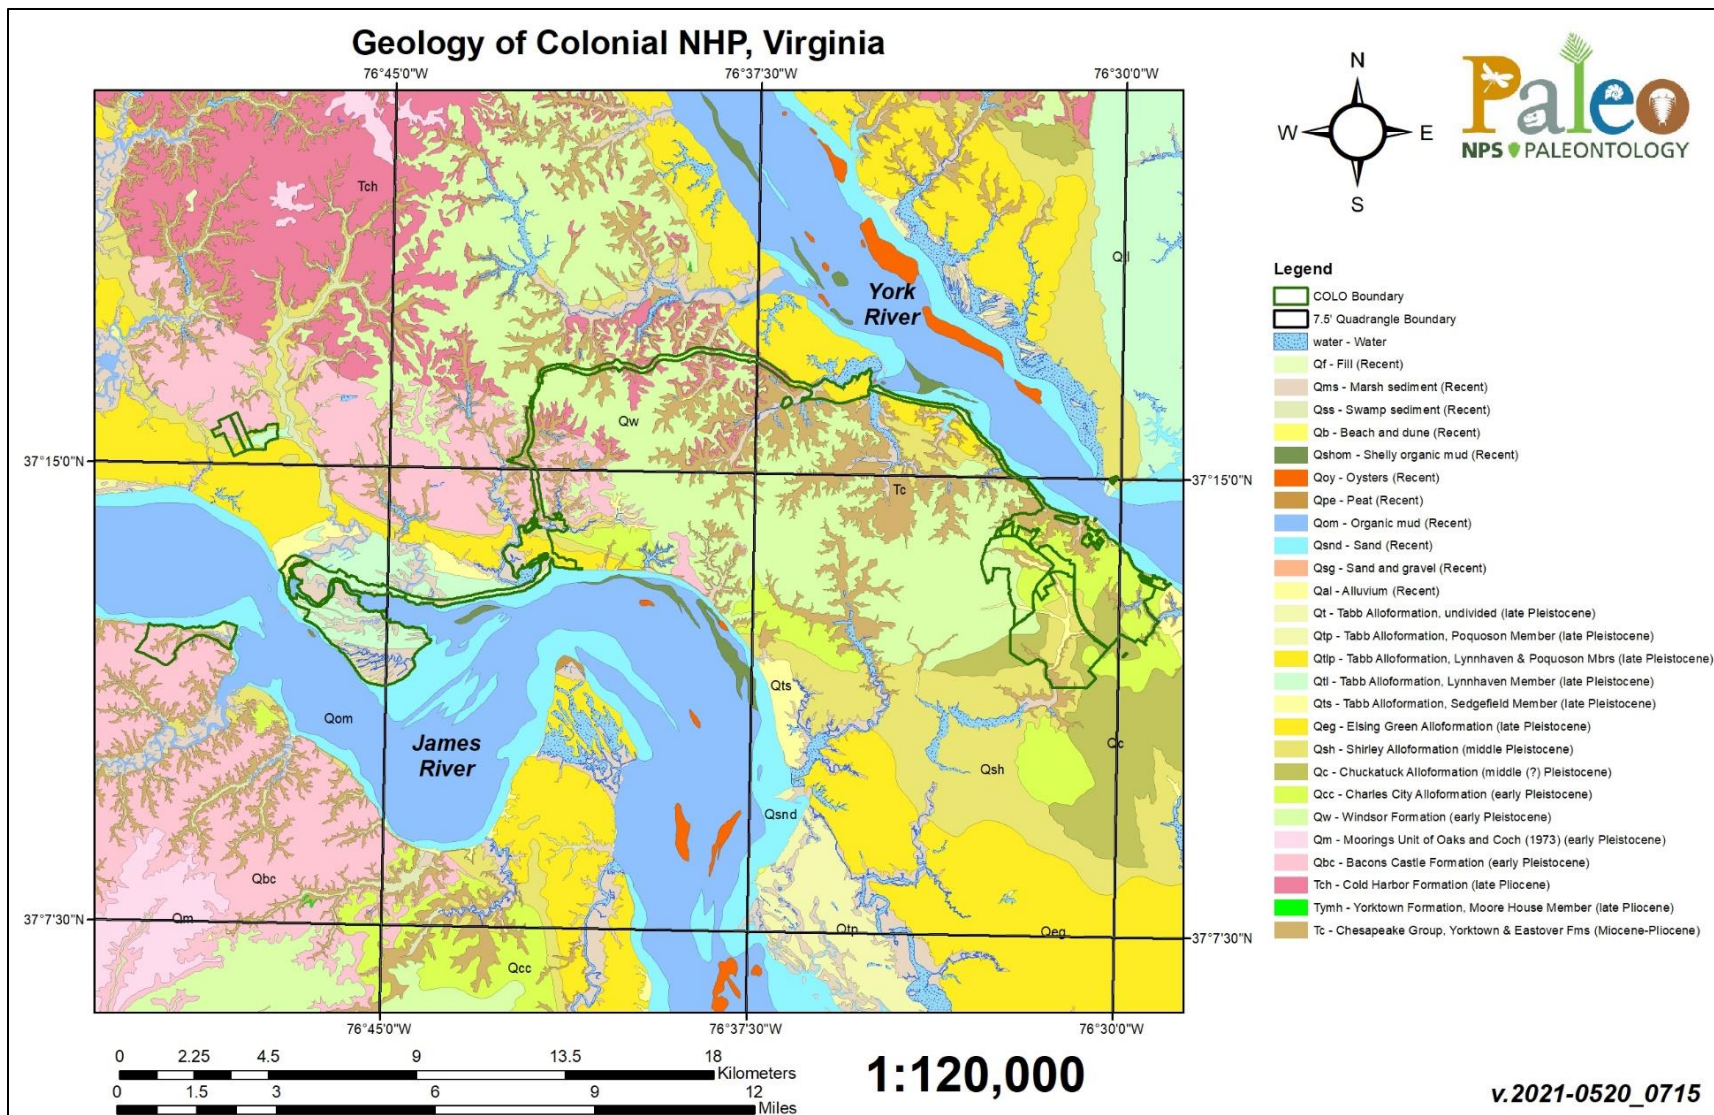 Geology of Colonial NHP, Virginia
76°45'0"W
76°37'30"W
76°30'0"W
N
W
E
S
Paleo
NPS PALEONTOLOGY
Tch
York
River
Qw
37°15'0"N
37°15'0"N
Tc
Qts
Qom
James
River
Qc
Qsh
Qsnd
Qbc
Qm
37°7'30"N
37°7'30"N
Qtp
Qeg
Qcc
76°45'0"W
76°37'30"W
76°30'0"W
Legend
COLO Boundary
7.5' Quadrangle Boundary
water - Water
Qf - Fill (Recent)
Qms - Marsh sediment (Recent)
Qss - Swamp sediment (Recent)
Qb - Beach and dune (Recent)
Qshom - Shelly organic mud (Recent)
Qoy - Oysters (Recent)
Qpe - Peat (Recent)
Qom - Organic mud (Recent)
Qsnd - Sand (Recent)
Qsg - Sand and gravel (Recent)
Qal - Alluvium (Recent)
Qt - Tabb Alloformation, undivided (late Pleistocene)
Qtp - Tabb Alloformation, Poquoson Member (late Pleistocene)
Qtlp - Tabb Alloformation, Lynnhaven & Poquoson Mbrs (late Pleistocene)
Qtl - Tabb Alloformation, Lynnhaven Member (late Pleistocene)
Qts - Tabb Alloformation, Sedgefield Member (late Pleistocene)
Qeg - Elsing Green Alloformation (late Pleistocene)
Qsh - Shirley Alloformation (middle Pleistocene)
Qc - Chuckatuck Alloformation (middle (?) Pleistocene)
Qcc - Charles City Alloformation (early Pleistocene)
Qw - Windsor Formation (early Pleistocene)
Qm - Moorings Unit of Oaks and Coch (1973) (early Pleistocene)
Qbc - Bacons Castle Formation (early Pleistocene)
Tch - Cold Harbor Formation (late Pliocene)
Tymh - Yorktown Formation, Moore House Member (late Pliocene)
Tc - Chesapeake Group, Yorktown & Eastover Fms (Miocene-Pliocene)
0 2.25 4.5 9 13.5 18
Kilometers
0 1.5 3 6 9 12
Miles
1:120,000
v.2021-0520_0715